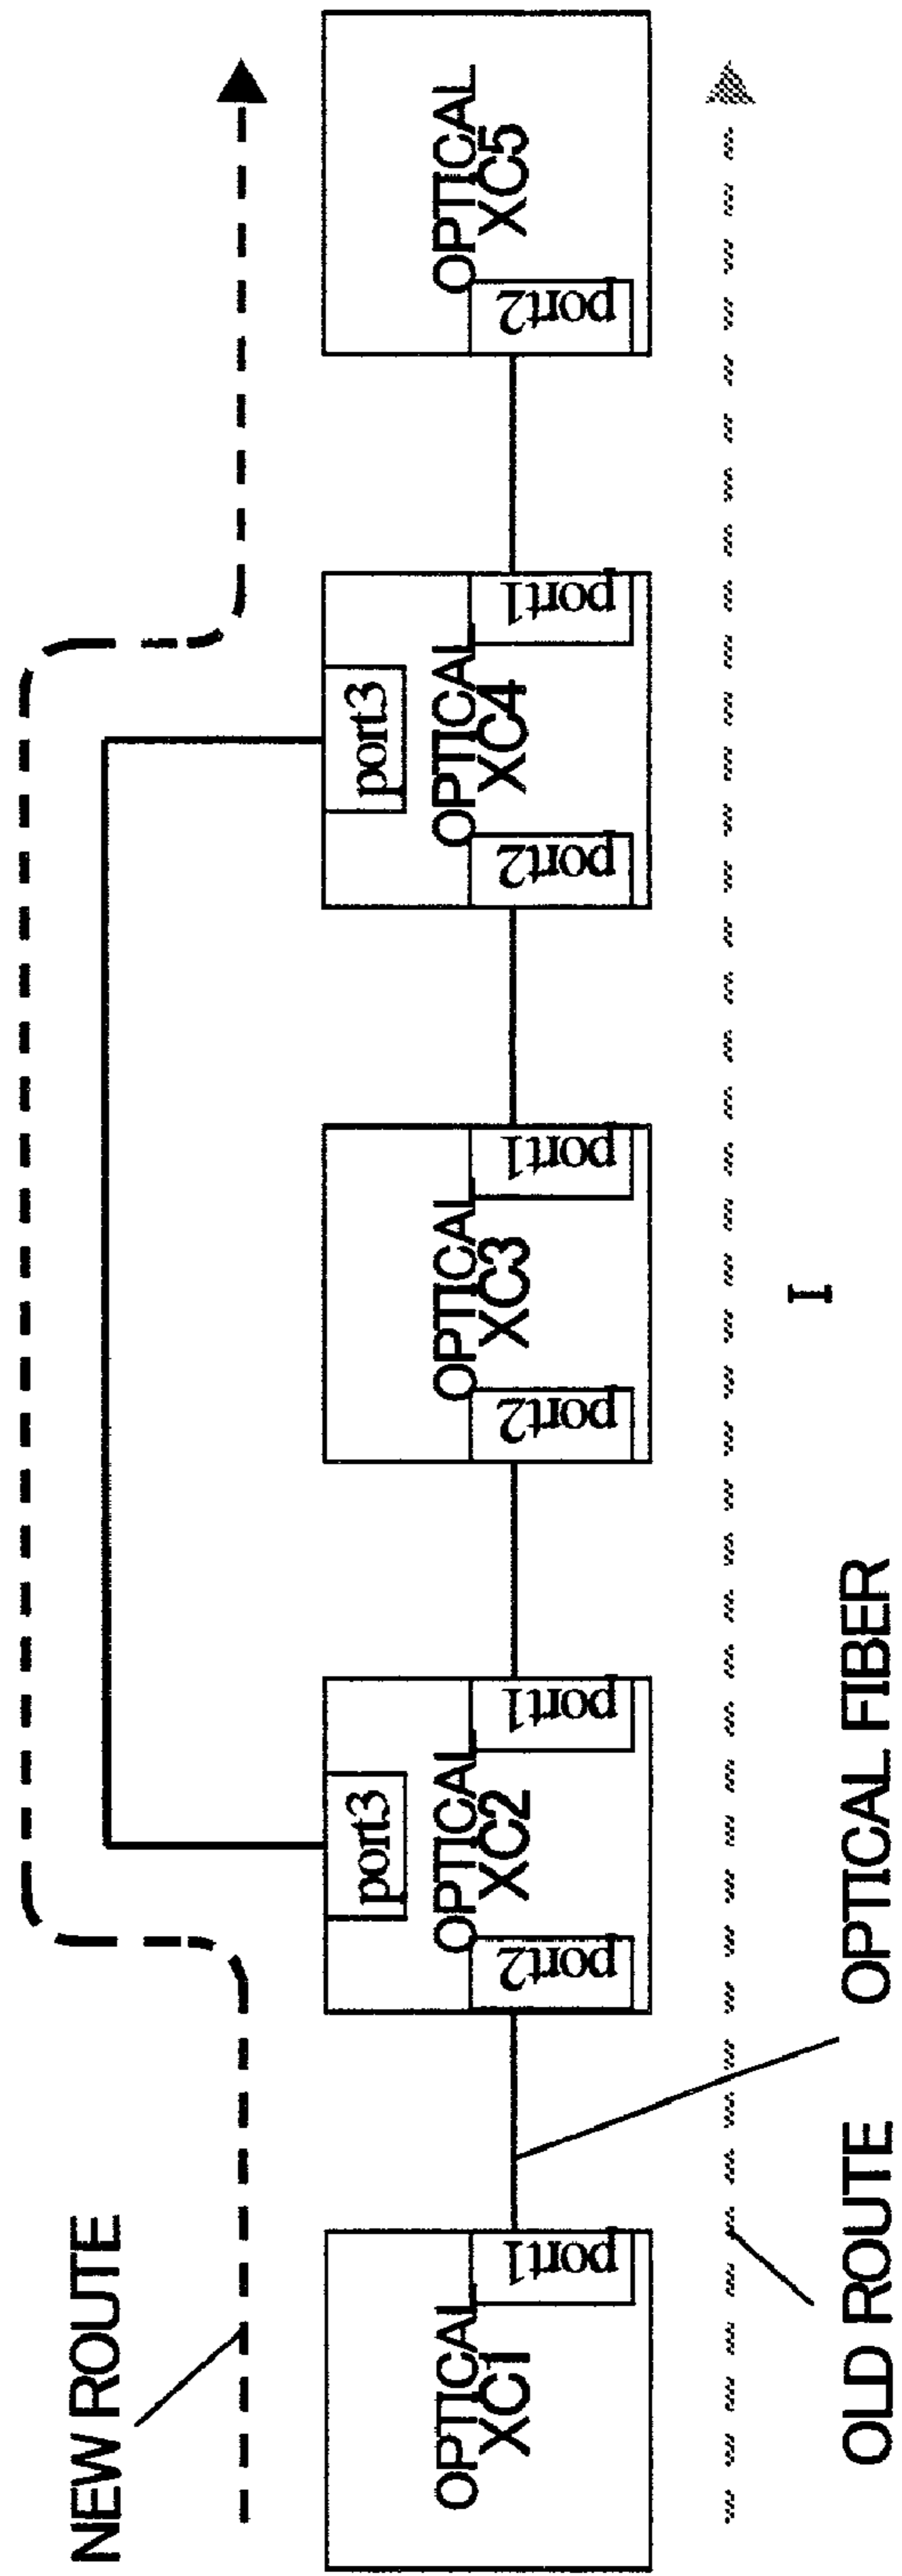 NEW ROUTE
port3
port3
OPTICAL
XC1
port1
OPTICAL
XC2
port2
port1
OPTICAL
XC3
port2
port1
OPTICAL
XC4
port2
port1
OPTICAL
XC5
port2
I
OLD ROUTE
OPTICAL FIBER